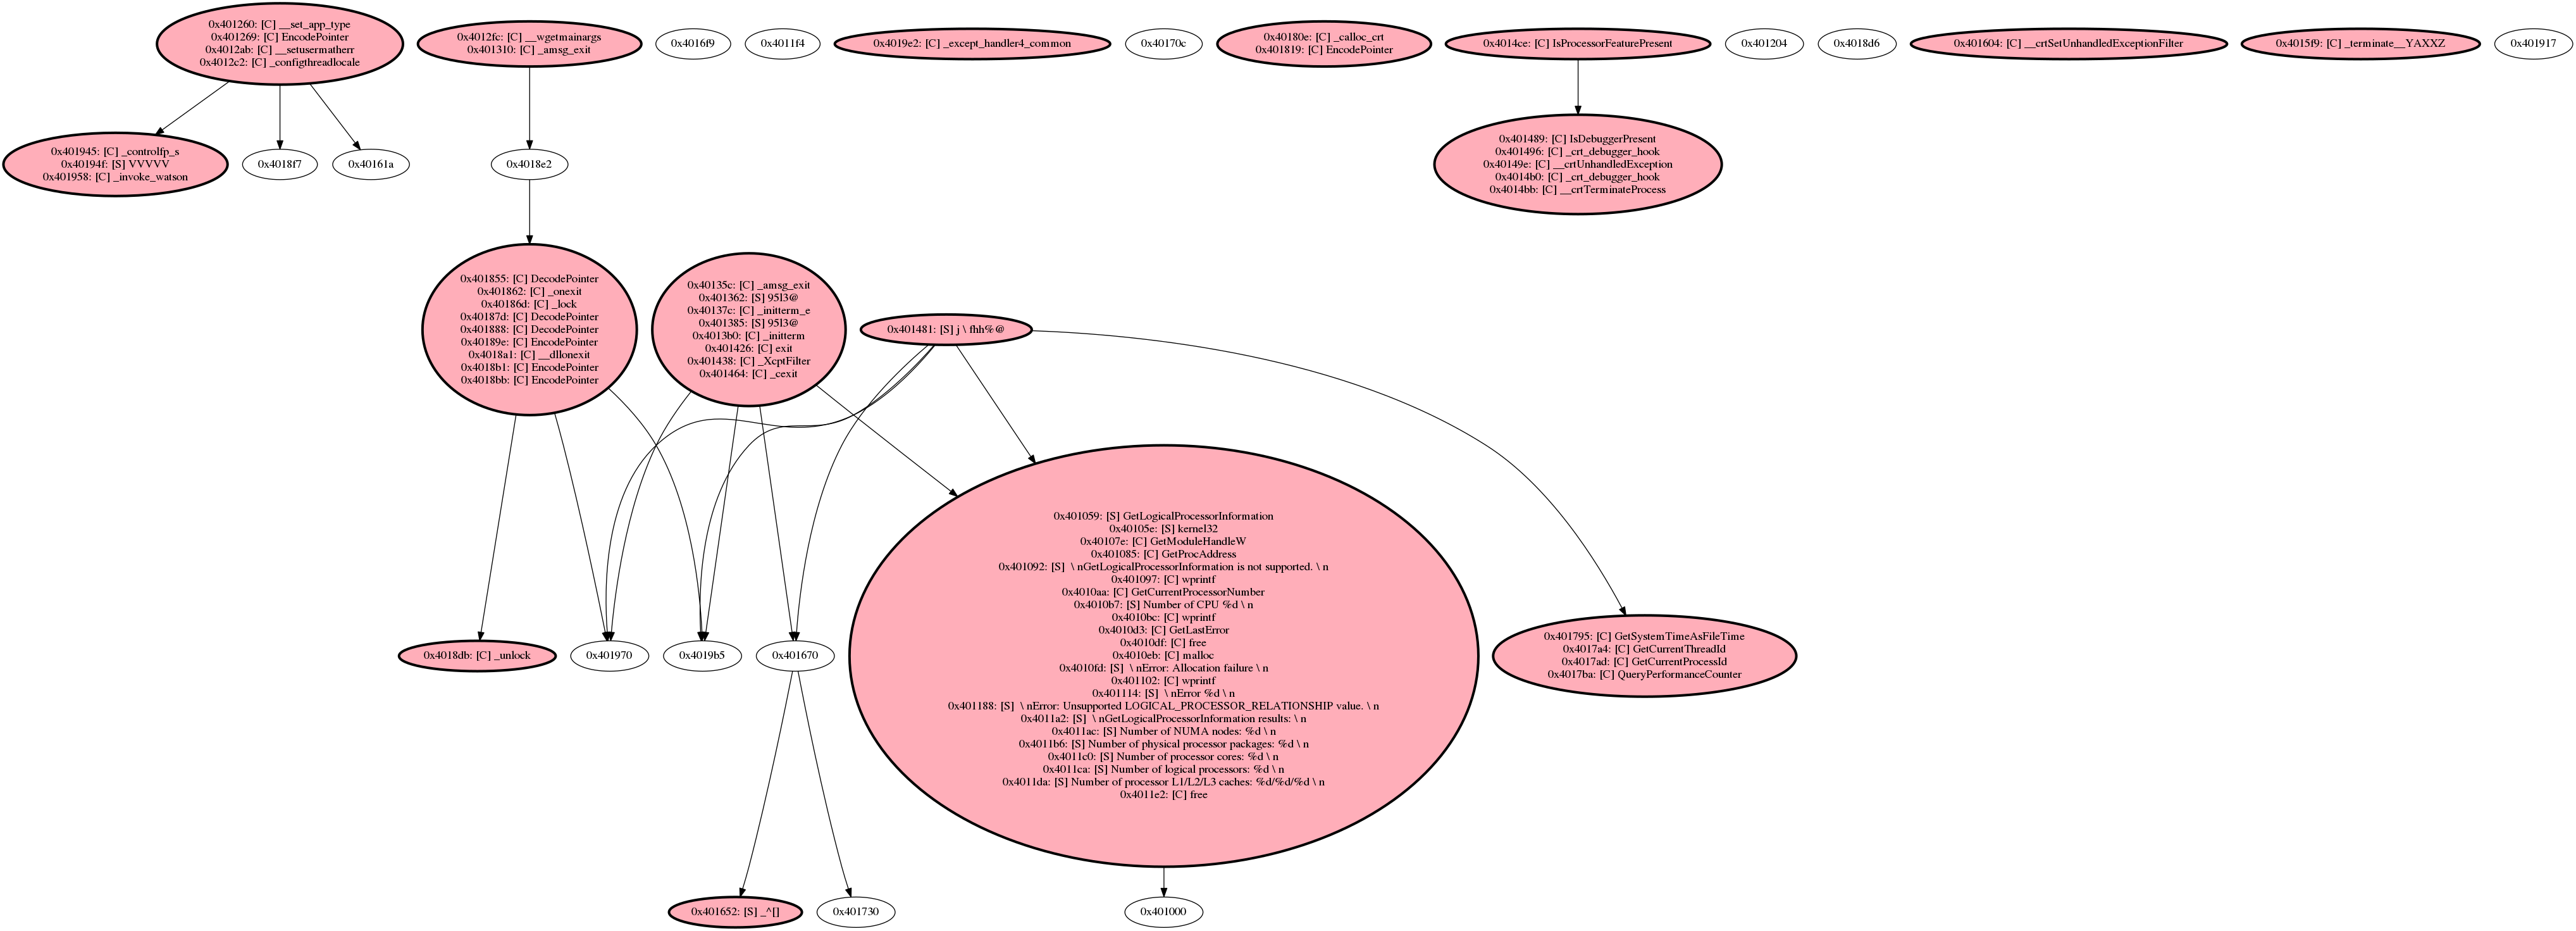 0x401260: [C] __set_app_type
0x401269: [C] EncodePointer
0x4012ab: [C] __setusermatherr
0x4012c2: [C] _configthreadlocale
0x4012fc: [C] __wgetmainargs
0x401310: [C] _amsg_exit
0x4016f9
0x4011f4
0x4019e2: [C] _except_handler4_common
0x40170c
0x40180e: [C] _calloc_crt
0x401819: [C] EncodePointer
0x4014ce: [C] IsProcessorFeaturePresent
0x401204
0x4018d6
0x401604: [C] __crtSetUnhandledExceptionFilter
0x4015f9: [C] _terminate__YAXXZ
0x401917
0x401945: [C] _controlfp_s
0x40194f: [S] VVVVV
0x401958: [C] _invoke_watson
0x4018f7
0x40161a
0x4018e2
0x401489: [C] IsDebuggerPresent
0x401496: [C] _crt_debugger_hook
0x40149e: [C] __crtUnhandledException
0x4014b0: [C] _crt_debugger_hook
0x4014bb: [C] __crtTerminateProcess
0x401855: [C] DecodePointer
0x401862: [C] _onexit
0x40186d: [C] _lock
0x40187d: [C] DecodePointer
0x401888: [C] DecodePointer
0x40189e: [C] EncodePointer
0x4018a1: [C] __dllonexit
0x4018b1: [C] EncodePointer
0x4018bb: [C] EncodePointer
0x40135c: [C] _amsg_exit
0x401362: [S] 95l3@
0x40137c: [C] _initterm_e
0x401385: [S] 95l3@
0x4013b0: [C] _initterm
0x401426: [C] exit
0x401438: [C] _XcptFilter
0x401464: [C] _cexit
0x401481: [S] j \ fhh%@
0x401059: [S] GetLogicalProcessorInformation
0x40105e: [S] kernel32
0x40107e: [C] GetModuleHandleW
0x401085: [C] GetProcAddress
0x401092: [S]  \ nGetLogicalProcessorInformation is not supported. \ n
0x401097: [C] wprintf
0x4010aa: [C] GetCurrentProcessorNumber
0x4010b7: [S] Number of CPU %d \ n
0x4010bc: [C] wprintf
0x4010d3: [C] GetLastError
0x4010df: [C] free
0x4010eb: [C] malloc
0x4010fd: [S]  \ nError: Allocation failure \ n
0x401102: [C] wprintf
0x401114: [S]  \ nError %d \ n
0x401188: [S]  \ nError: Unsupported LOGICAL_PROCESSOR_RELATIONSHIP value. \ n
0x4011a2: [S]  \ nGetLogicalProcessorInformation results: \ n
0x4011ac: [S] Number of NUMA nodes: %d \ n
0x4011b6: [S] Number of physical processor packages: %d \ n
0x4011c0: [S] Number of processor cores: %d \ n
0x4011ca: [S] Number of logical processors: %d \ n
0x4011da: [S] Number of processor L1/L2/L3 caches: %d/%d/%d \ n
0x4011e2: [C] free
0x401795: [C] GetSystemTimeAsFileTime
0x4017a4: [C] GetCurrentThreadId
0x4017ad: [C] GetCurrentProcessId
0x4017ba: [C] QueryPerformanceCounter
0x4018db: [C] _unlock
0x401970
0x4019b5
0x401670
0x401652: [S] _^[]
0x401730
0x401000